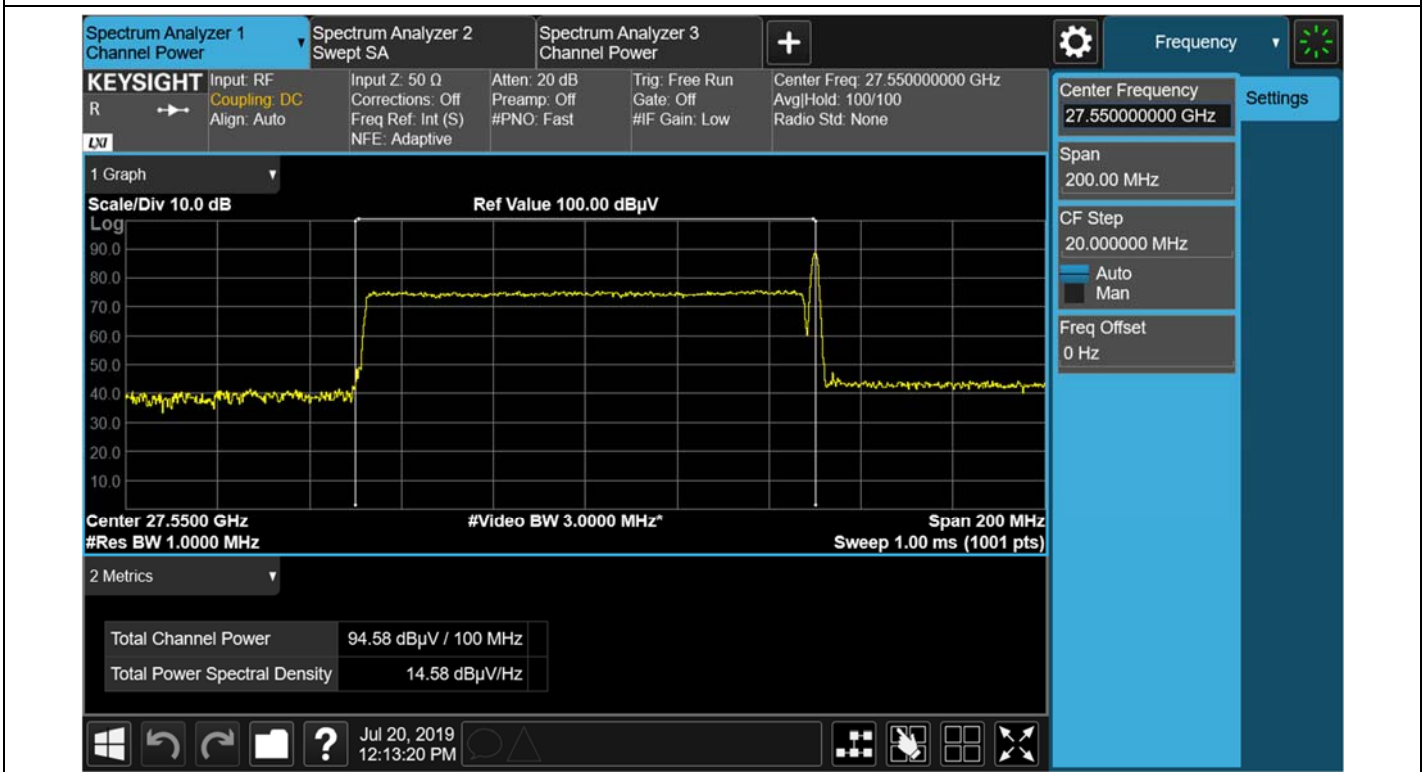 Spectrum Analyzer 1
Channel Power
Spectrum Analyzer 2
Swept SA
Spectrum Analyzer 3
Channel Power
Frequency
KEYSIGHT
R
LXI
Input: RF
Coupling: DC
Align: Auto
Input Z: 50 Ω
Corrections: Off
Freq Ref: Int (S)
NFE: Adaptive
Atten: 20 dB
Preamp: Off
#PNO: Fast
Trig: Free Run
Gate: Off
#IF Gain: Low
Center Freq: 27.550000000 GHz
Avg|Hold: 100/100
Radio Std: None
Center Frequency
27.550000000 GHz
Settings
Span
200.00 MHz
CF Step
20.000000 MHz
Auto
Man
Freq Offset
0 Hz
1 Graph
Scale/Div 10.0 dB
Ref Value 100.00 dBµV
Log
90.0
80.0
70.0
60.0
50.0
40.0
30.0
20.0
10.0
Center 27.5500 GHz
#Video BW 3.0000 MHz*
Span 200 MHz
#Res BW 1.0000 MHz
Sweep 1.00 ms (1001 pts)
2 Metrics
Total Channel Power 94.58 dBµV / 100 MHz
Total Power Spectral Density 14.58 dBµV/Hz
?
Jul 20, 2019
12:13:20 PM